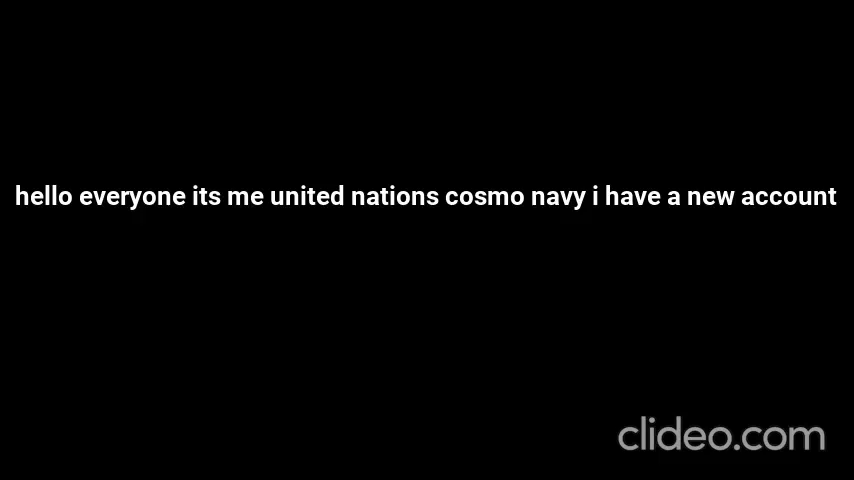 hello everyone its me united nations cosmo navy i have a new account
clideo.com